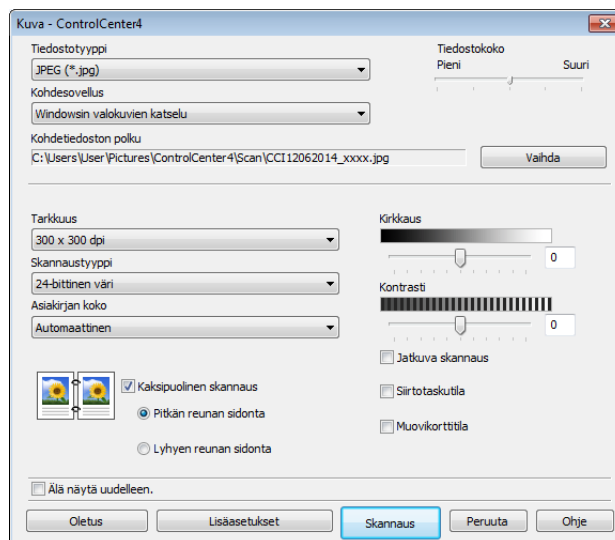 Kuva - ControlCenter4
Tiedostotyyppi
JPEG (*.jpg)
Tiedostokoko
Pieni Suuri
Kohdesovellus
Windowsin valokuvien katselu
Kohdetiedoston polku
C:\Users\User\Pictures\ControlCenter4\Scan\CCI12062014_xxxx.jpg
Vaihda
Tarkkuus
300 x 300 dpi
Skannaustyyppi
24-bittinen väri
Asiakirjan koko
Automaattinen
Kirkkaus
0
Kontrasti
0
Jatkuva skannaus
Siirtotaskutila
Muovikorttitila
Kaksipuolinen skannaus
Pitkän reunan sidonta
Lyhyen reunan sidonta
Älä näytä uudelleen.
Oletus Lisäasetukset Skannaus Peruuta Ohje